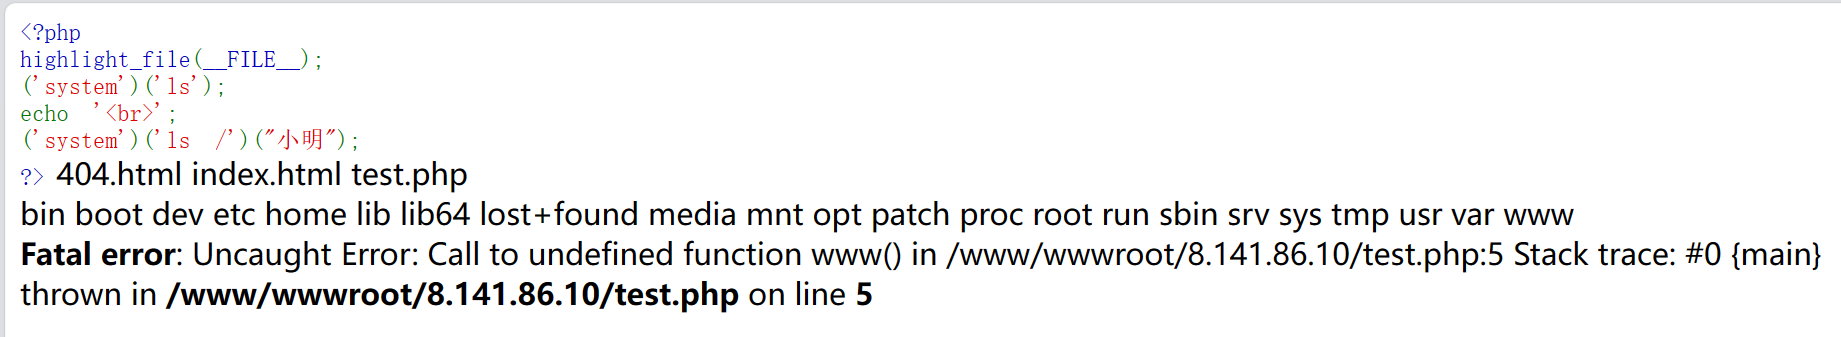 <?php
highlight_file(__FILE__);
('system')('ls');
echo '<br>';
('system')('ls /')("小明");
?> 404.html index.html test.php
bin boot dev etc home lib lib64 lost+found media mnt opt patch proc root run sbin srv sys tmp usr var www
Fatal error: Uncaught Error: Call to undefined function www() in /www/wwwroot/8.141.86.10/test.php:5 Stack trace: #0 {main}
thrown in /www/wwwroot/8.141.86.10/test.php on line 5